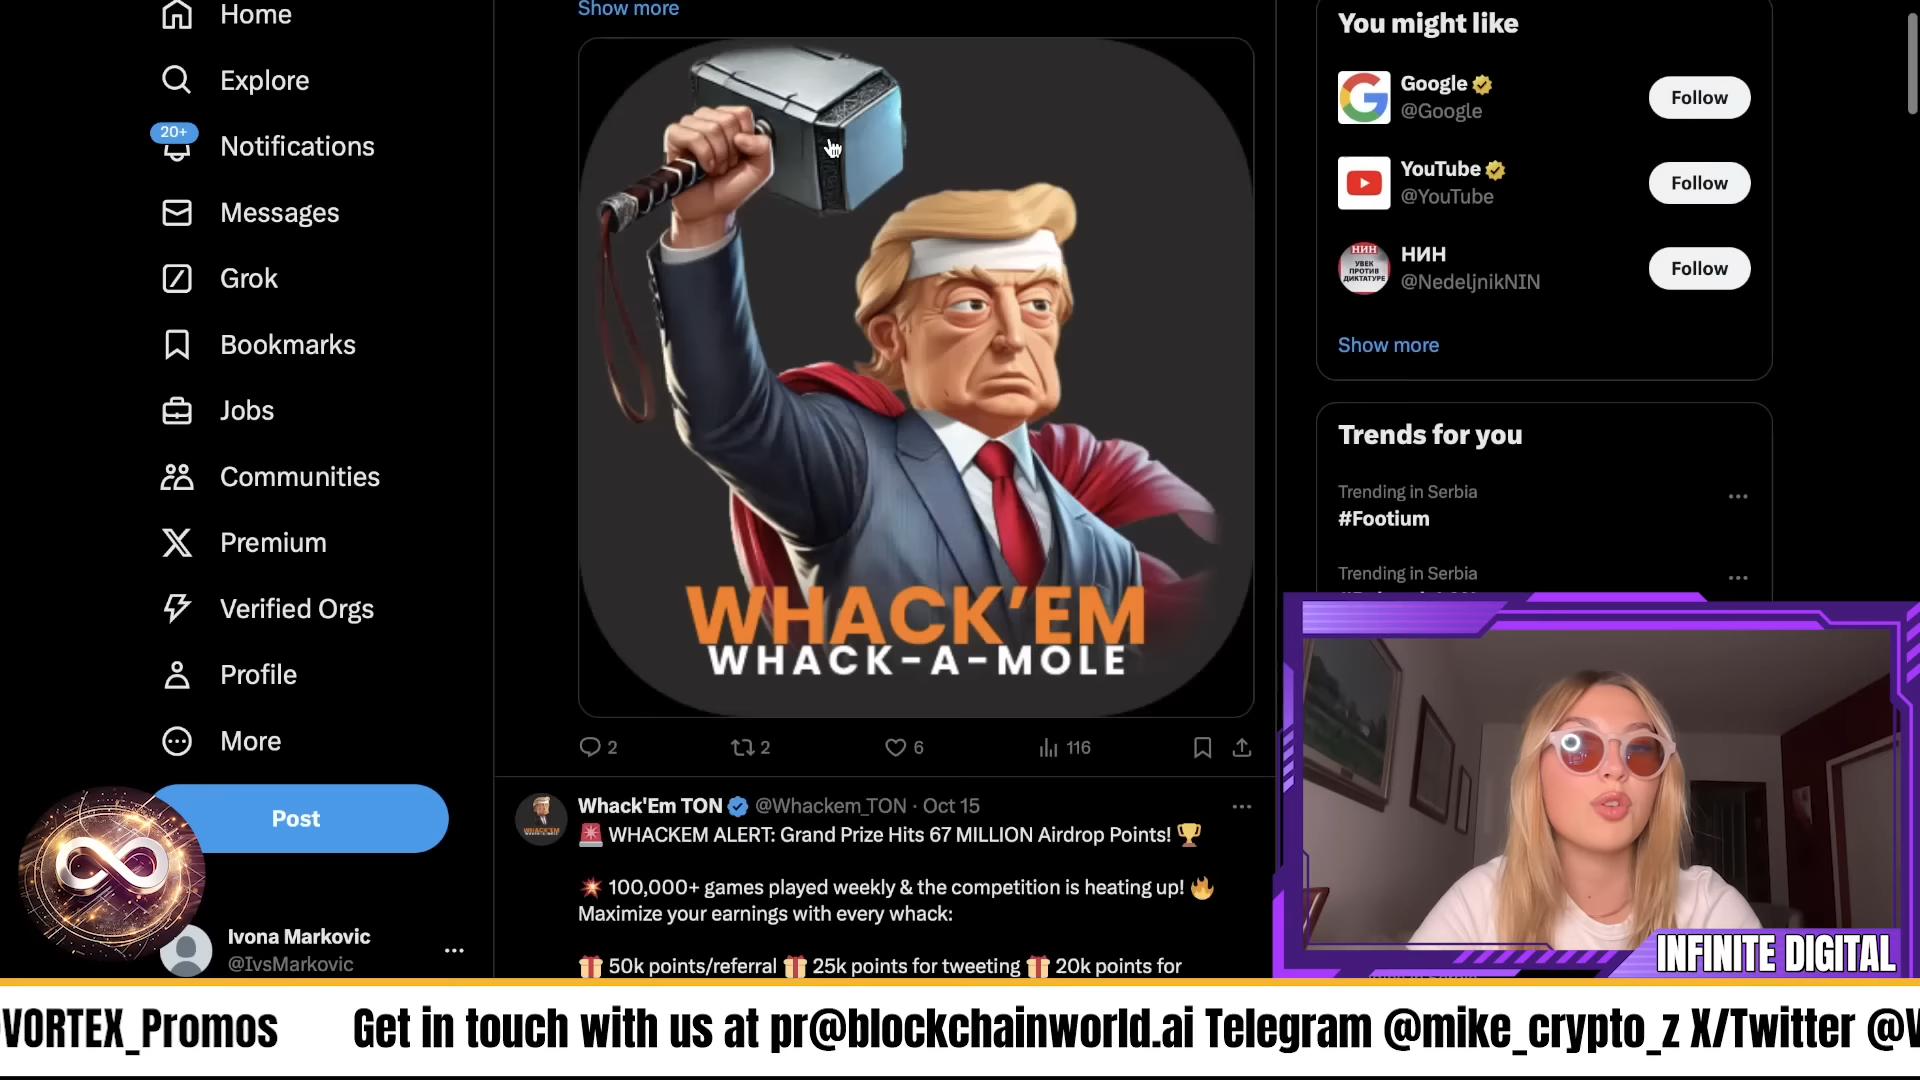 Home
Explore
20+
Notifications
Messages
Grok
Bookmarks
Jobs
Communities
Premium
Verified Orgs
Profile
More
Post
Ivona Markovic
@IvsMarkovic
Show more
WHACK'EM
WHACK-A-MOLE
2
2
6
116
Whack'Em TON @Whackem_TON · Oct 15
🚨 WHACKEM ALERT: Grand Prize Hits 67 MILLION Airdrop Points! 🏆
💥 100,000+ games played weekly & the competition is heating up! 🔥
Maximize your earnings with every whack:
🎁 50k points/referral 🎁 25k points for tweeting 🎁 20k points for
You might like
Google
@Google
Follow
YouTube
@YouTube
Follow
НИН
УВЕК
ПРОТИВ
ДИКТАТУРЕ
НИН
@NedeljnikNIN
Follow
Show more
Trends for you
Trending in Serbia
#Footium
Trending in Serbia
INFINITE DIGITAL
VORTEX_Promos Get in touch with us at pr@blockchainworld.ai Telegram @mike_crypto_z X/Twitter @V